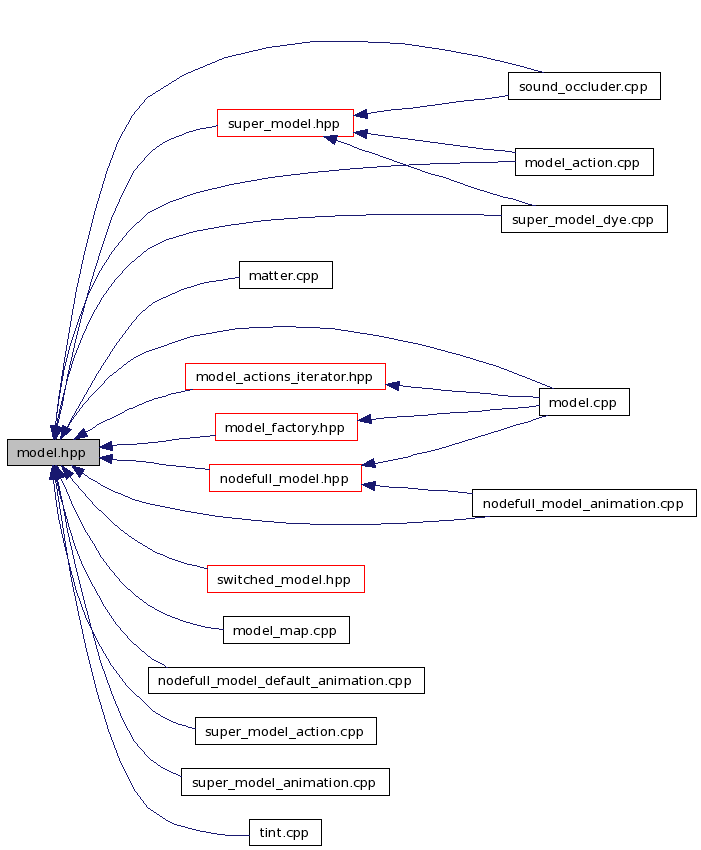 sound_occluder.cpp
super_model.hpp
model_action.cpp
super_model_dye.cpp
matter.cpp
model_actions_iterator.hpp
model.cpp
model_factory.hpp
model.hpp
nodefull_model.hpp
nodefull_model_animation.cpp
switched_model.hpp
model_map.cpp
nodefull_model_default_animation.cpp
super_model_action.cpp
super_model_animation.cpp
tint.cpp